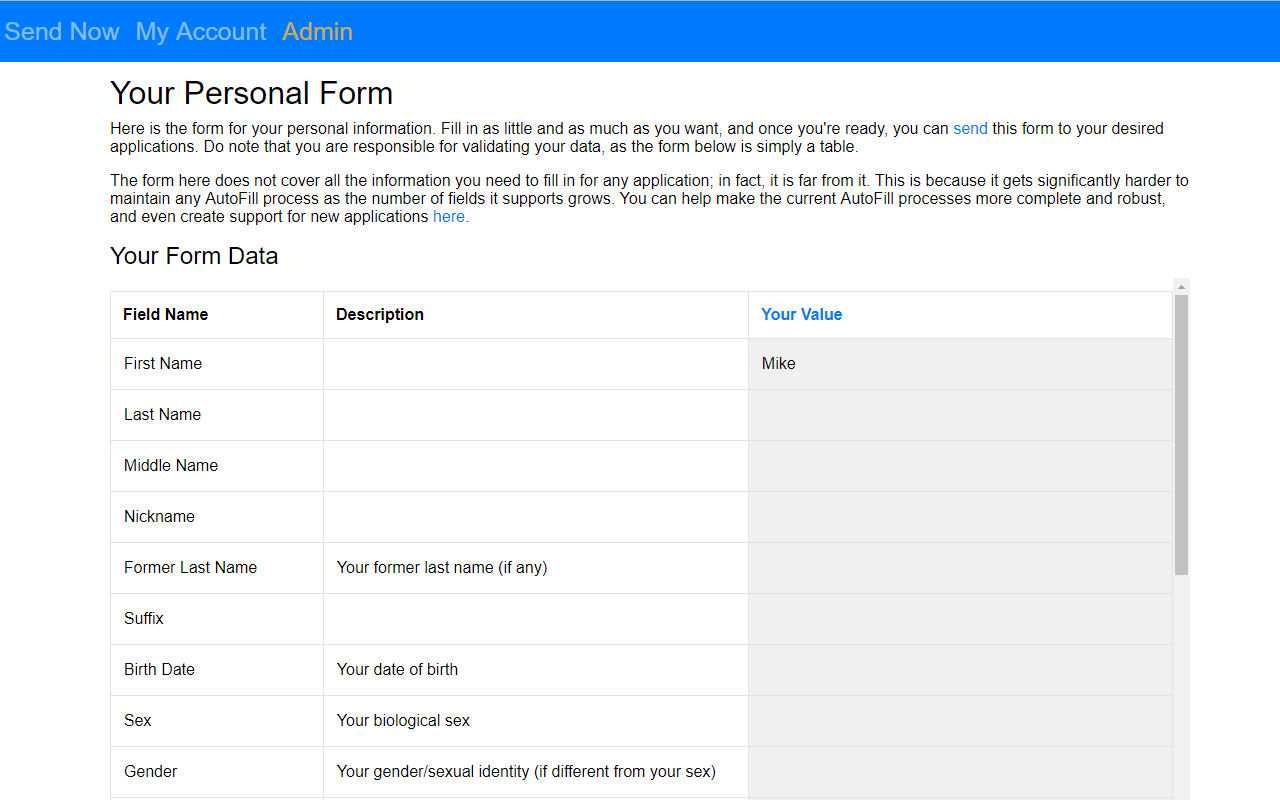 Send Now My Account Admin
Your Personal Form
Here is the form for your personal information. Fill in as little and as much as you want, and once you're ready, you can send this form to your desired
applications. Do note that you are responsible for validating your data, as the form below is simply a table.
The form here does not cover all the information you need to fill in for any application; in fact, it is far from it. This is because it gets significantly harder to
maintain any AutoFill process as the number of fields it supports grows. You can help make the current AutoFill processes more complete and robust,
and even create support for new applications here.
Your Form Data
Field Name Description Your Value
First Name Mike
Last Name
Middle Name
Nickname
Former Last Name Your former last name (if any)
Suffix
Birth Date Your date of birth
Sex Your biological sex
Gender Your gender/sexual identity (if different from your sex)